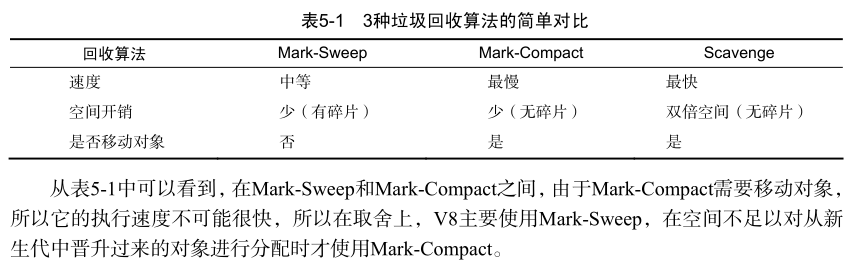 表5-1 3种垃圾回收算法的简单对比
回收算法 Mark-Sweep Mark-Compact Scavenge
速度 中等 最慢 最快
空间开销 少（有碎片） 少（无碎片） 双倍空间（无碎片）
是否移动对象 否 是 是
从表5-1中可以看到，在Mark-Sweep和Mark-Compact之间，由于Mark-Compact需要移动对象，
所以它的执行速度不可能很快，所以在取舍上，V8主要使用Mark-Sweep，在空间不足以对从新
生代中晋升过来的对象进行分配时才使用Mark-Compact。